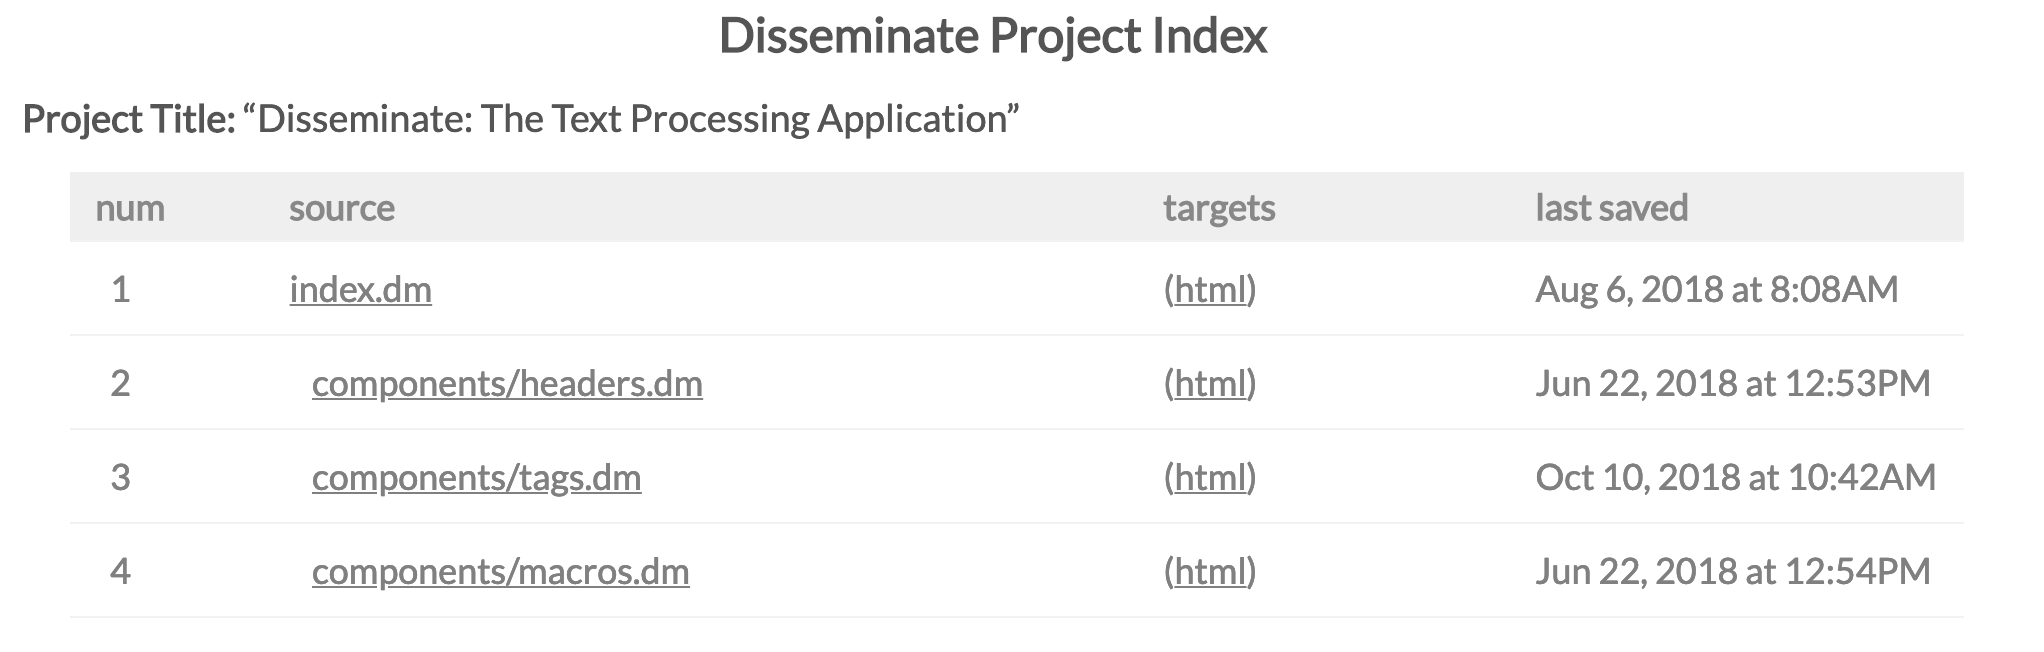 Disseminate Project Index
Project Title: “Disseminate: The Text Processing Application”
num source targets last saved
1 index.dm (html) Aug 6, 2018 at 8:08AM
2 components/headers.dm (html) Jun 22, 2018 at 12:53PM
3 components/tags.dm (html) Oct 10, 2018 at 10:42AM
4 components/macros.dm (html) Jun 22, 2018 at 12:54PM